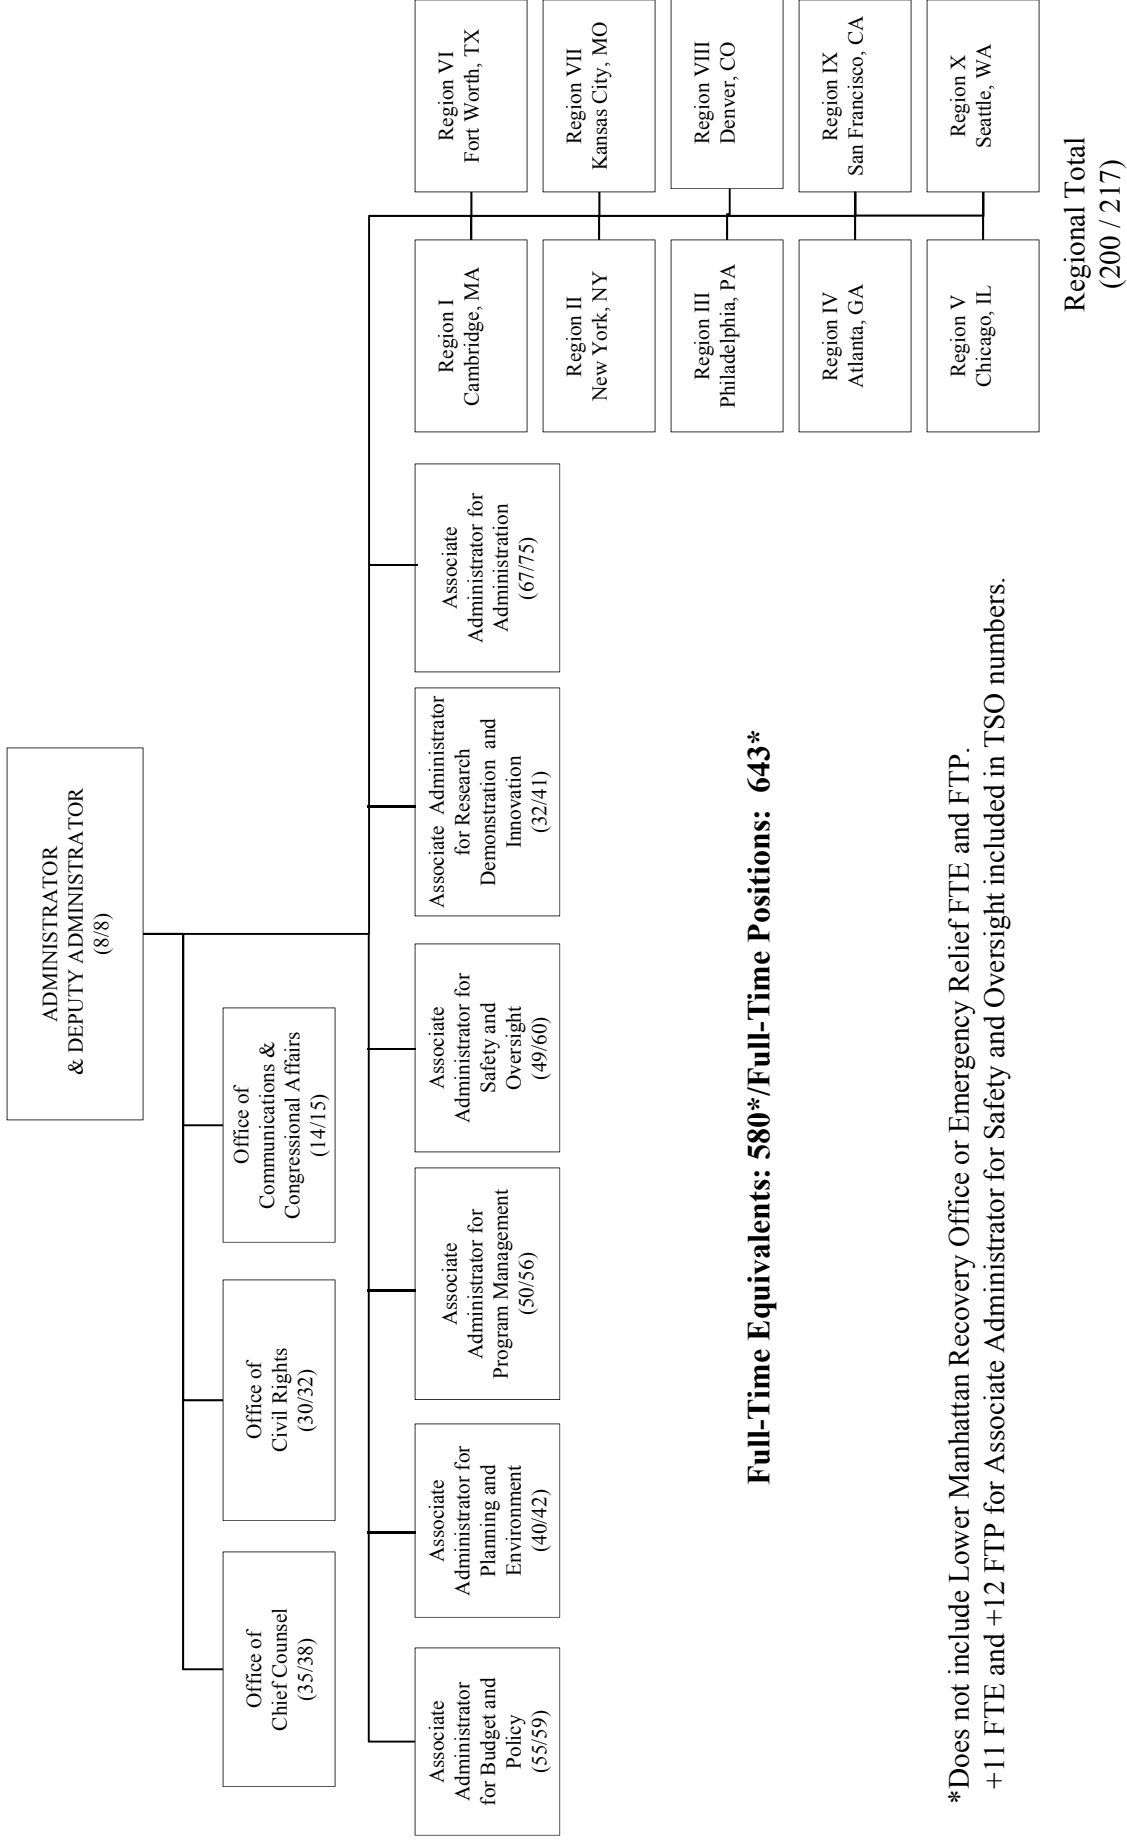 ADMINISTRATOR
& DEPUTY ADMINISTRATOR
(8/8)
Office of
Chief Counsel
(35/38)
Office of
Civil Rights
(30/32)
Office of
Communications &
Congressional Affairs
(14/15)
Associate
Administrator
for Budget and
Policy
(55/59)
Associate
Administrator for
Planning and
Environment
(40/42)
Associate
Administrator for
Program Management
(50/56)
Associate
Administrator for
Safety and
Oversight
(49/60)
Associate Administrator
for Research
Demonstration and
Innovation
(32/41)
Associate
Administrator for
Administration
(67/75)
Region I
Cambridge, MA
Region VI
Fort Worth, TX
Region II
New York, NY
Region VII
Kansas City, MO
Region III
Philadelphia, PA
Region VIII
Denver, CO
Region IV
Atlanta, GA
Region IX
San Francisco, CA
Region V
Chicago, IL
Region X
Seattle, WA
Regional Total
(200 / 217)
Full-Time Equivalents: 580*/Full-Time Positions: 643*
*Does not include Lower Manhattan Recovery Office or Emergency Relief FTE and FTP.
+11 FTE and +12 FTP for Associate Administrator for Safety and Oversight included in TSO numbers.